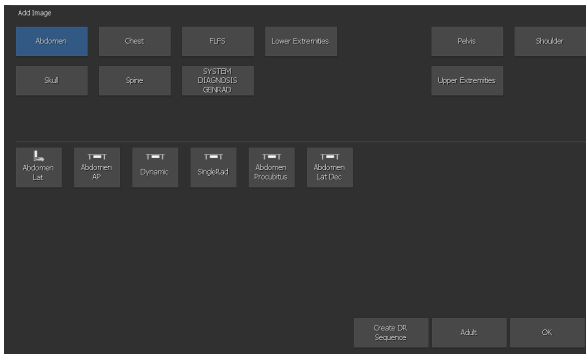 Add Image
Abdomen
Chest
FLFS
Lower Extremities
Pelvis
Shoulder
Skull
Spine
SYSTEM
DIAGNOSIS
GENRAD
Upper Extremities
Abdomen
Lat
Abdomen
AP
Dynamic
SingleRad
Abdomen
Procubitus
Abdomen
Lat Dec
Create DR
Sequence
Adult
OK